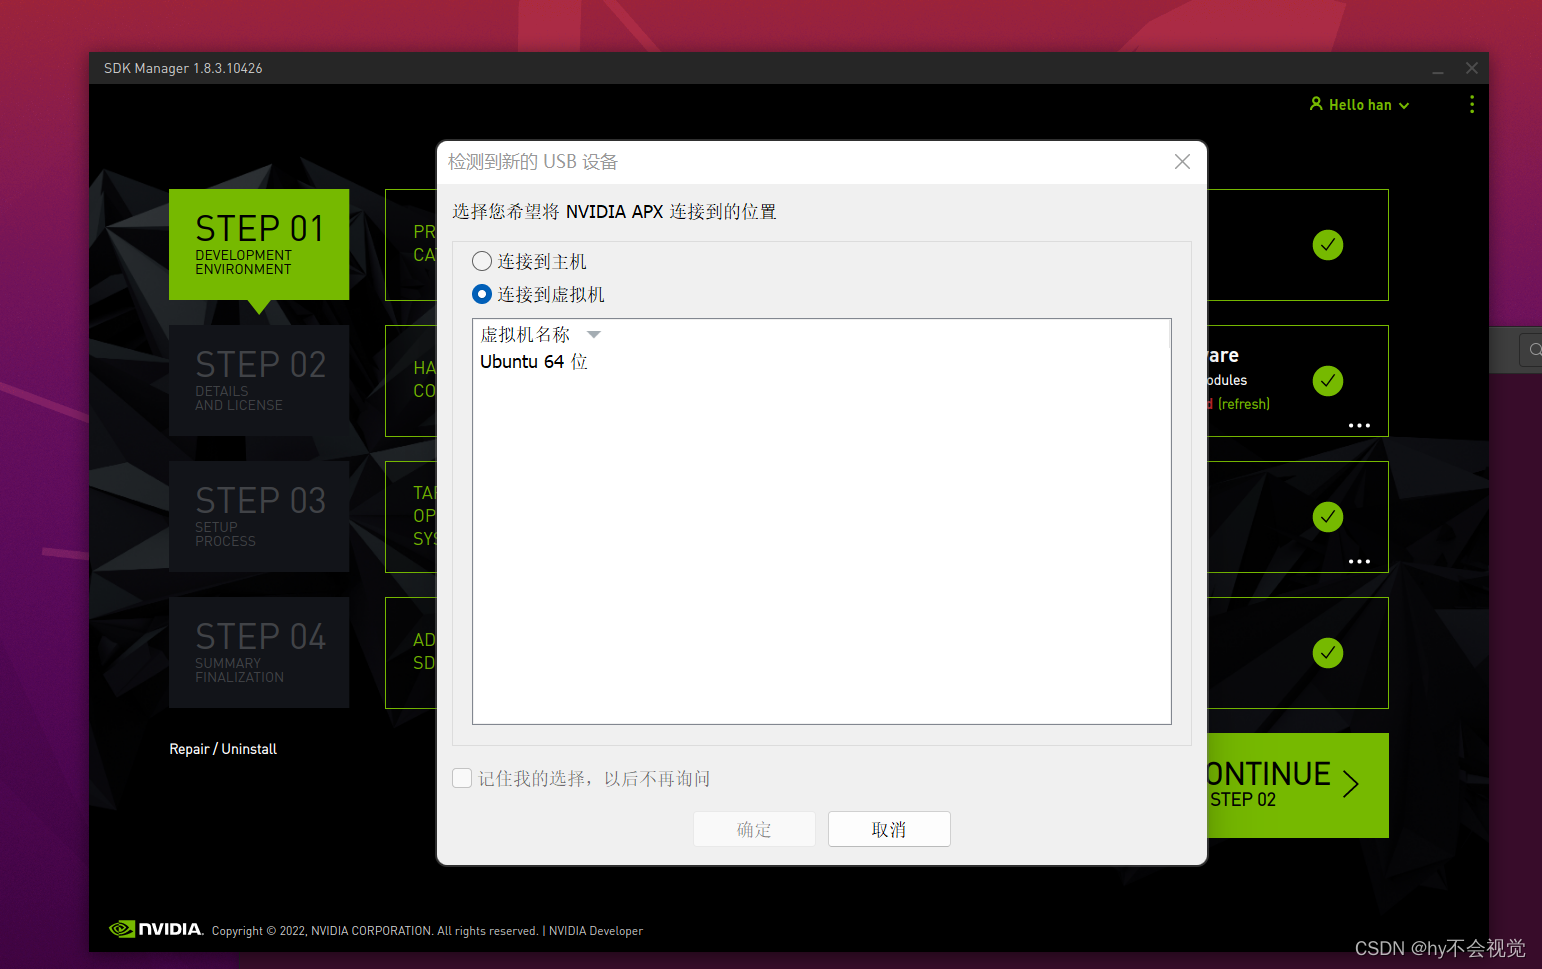 SDK Manager 1.8.3.10426
Hello han
检测到新的 USB 设备
选择您希望将 NVIDIA APX 连接到的位置
连接到主机
连接到虚拟机
虚拟机名称
Ubuntu 64 位
记住我的选择，以后不再询问
确定
取消
STEP 01
DEVELOPMENT
ENVIRONMENT
STEP 02
DETAILS
AND LICENSE
STEP 03
SETUP
PROCESS
STEP 04
SUMMARY
FINALIZATION
Repair / Uninstall
PR
CA
HA
CO
TA
OP
SYS
AD
SD
are
odules
d (refresh)
ONTINUE
STEP 02
NVIDIA.
Copyright © 2022, NVIDIA CORPORATION. All rights reserved. | NVIDIA Developer
CSDN @hy不会视觉